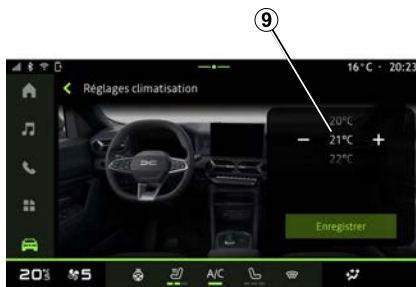 9
16°C · 20:23
Réglages climatisation
20°C
— 21°C +
22°C
Enregistrer
20%5 A/C